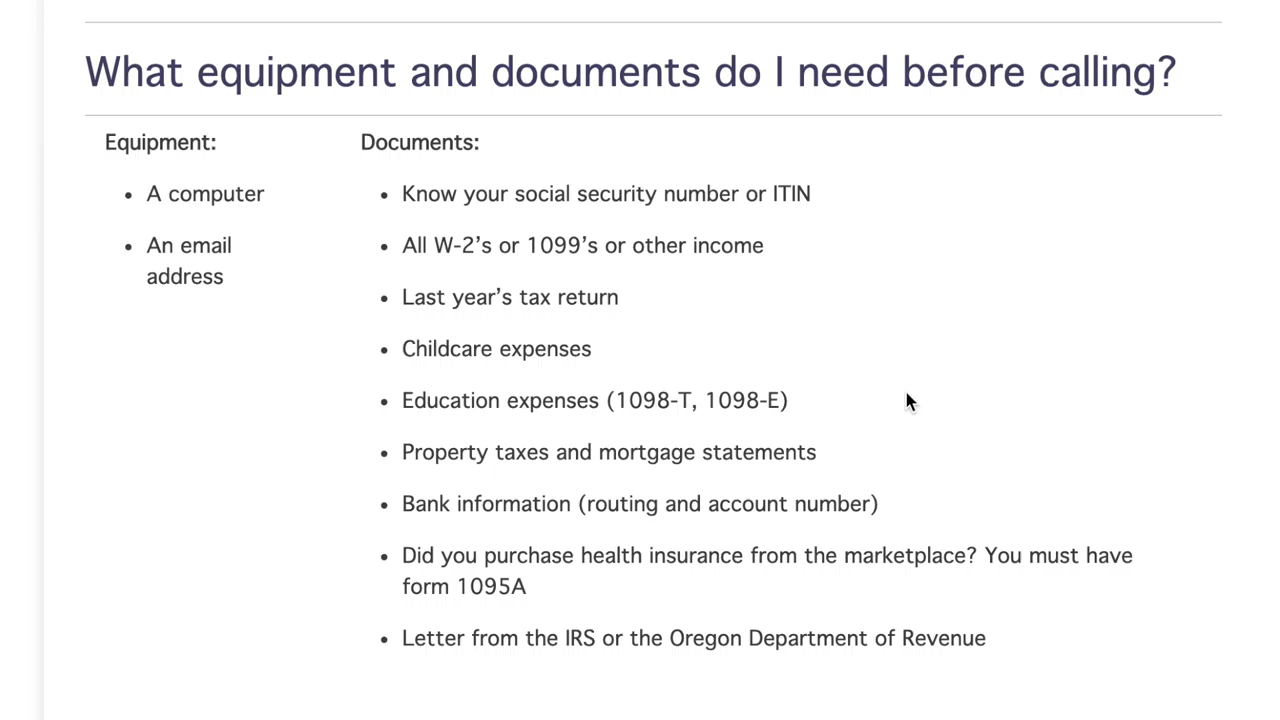 What equipment and documents do I need before calling?
Equipment:
• A computer
• An email
address
Documents:
• Know your social security number or ITIN
• All W-2’s or 1099’s or other income
• Last year’s tax return
• Childcare expenses
• Education expenses (1098-T, 1098-E)
• Property taxes and mortgage statements
• Bank information (routing and account number)
• Did you purchase health insurance from the marketplace? You must have
form 1095A
• Letter from the IRS or the Oregon Department of Revenue